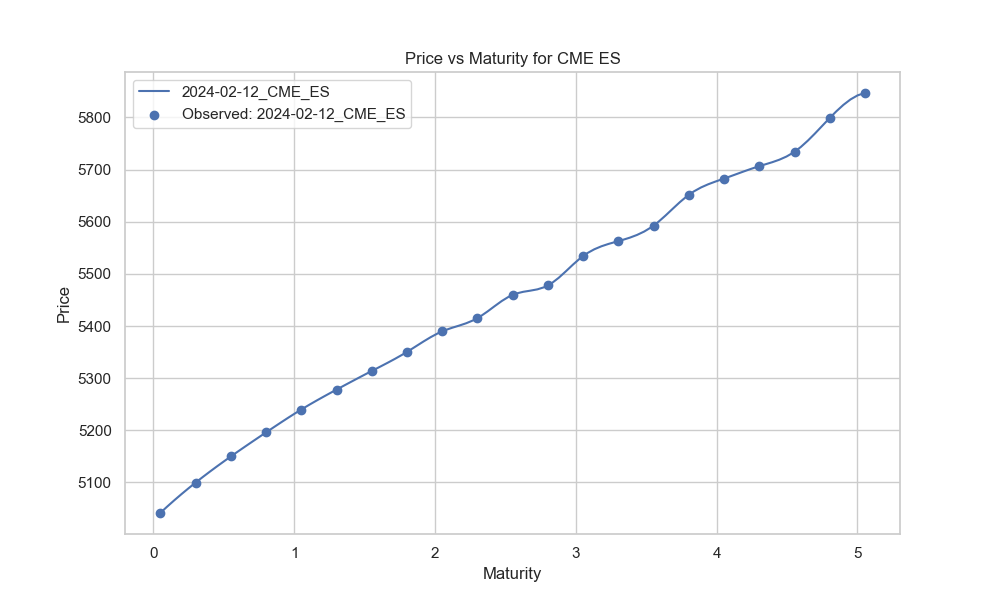 Price vs Maturity for CME ES
2024-02-12_CME_ES
Observed: 2024-02-12_CME_ES
5800
5700
5600
5500
5400
5300
5200
5100
Price
0 1 2 3 4 5
Maturity